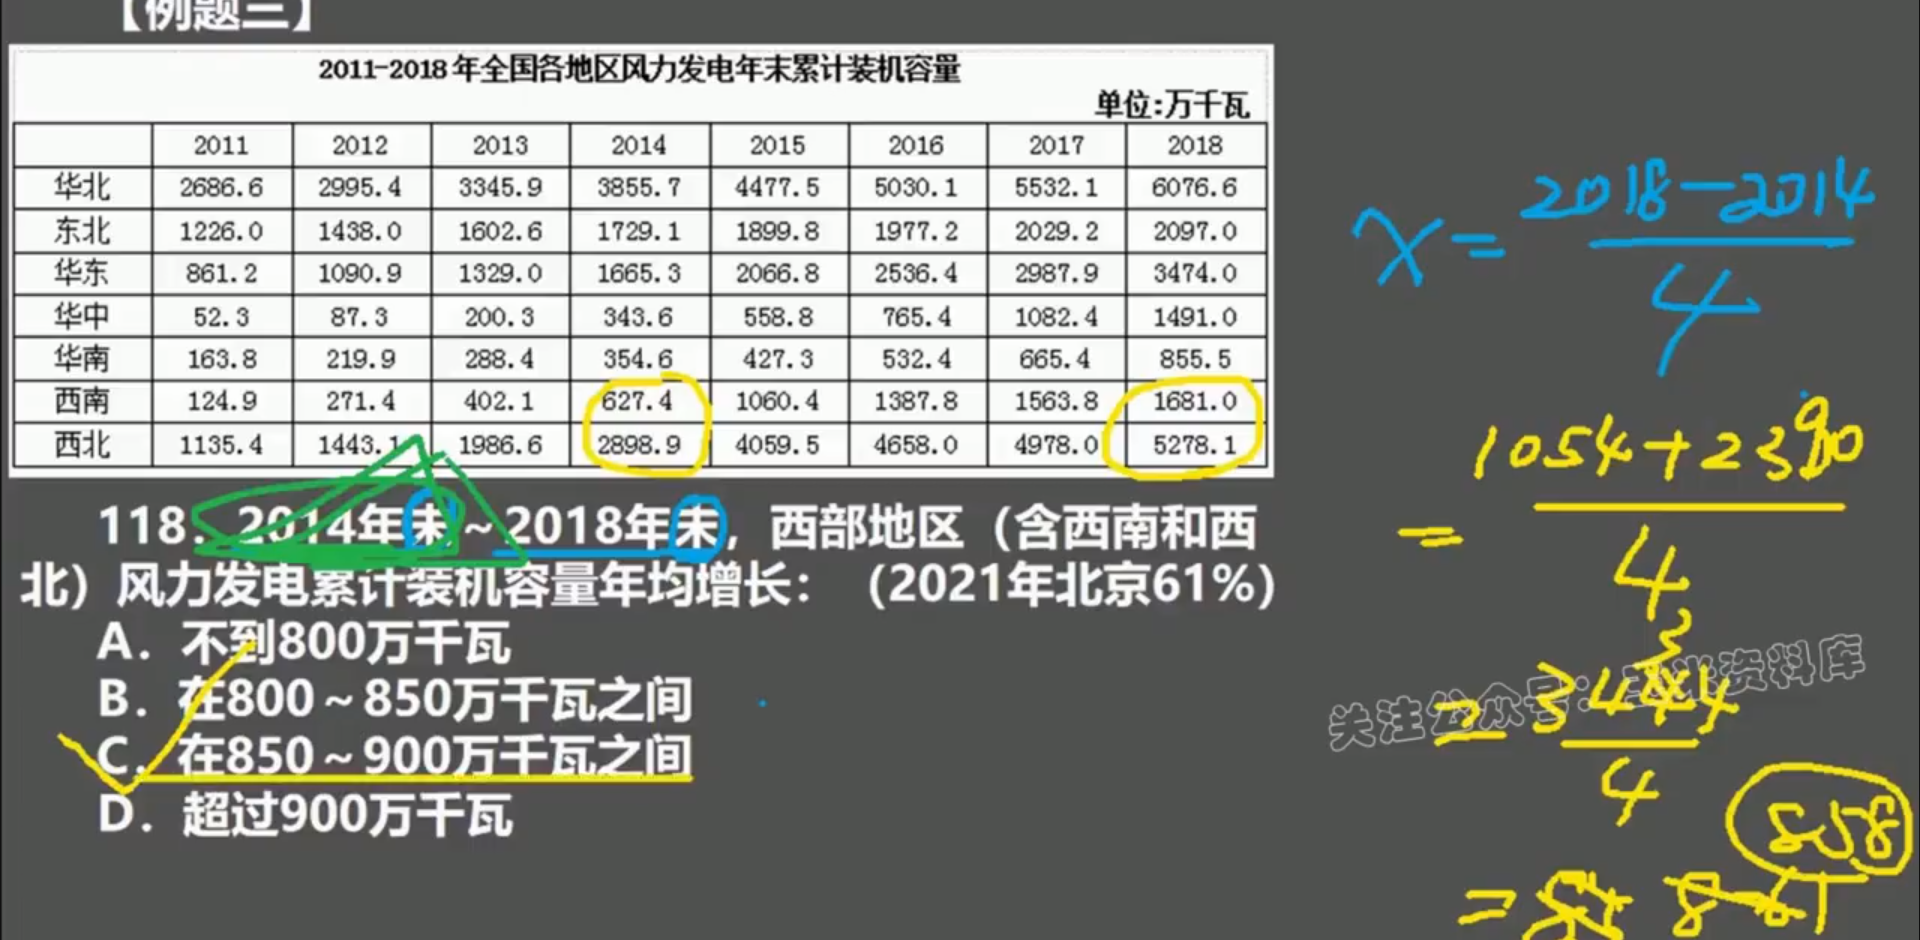 【例题三】
2011-2018年全国各地区风力发电年末累计装机容量
单位:万千瓦
2011 2012 2013 2014 2015 2016 2017 2018
华北 2686.6 2995.4 3345.9 3855.7 4477.5 5030.1 5532.1 6076.6
东北 1226.0 1438.0 1602.6 1729.1 1899.8 1977.2 2029.2 2097.0
华东 861.2 1090.9 1329.0 1665.3 2066.8 2536.4 2987.9 3474.0
华中 52.3 87.3 200.3 343.6 558.8 765.4 1082.4 1491.0
华南 163.8 219.9 288.4 354.6 427.3 532.4 665.4 855.5
西南 124.9 271.4 402.1 627.4 1060.4 1387.8 1563.8 1681.0
西北 1135.4 1443.1 1986.6 2898.9 4059.5 4658.0 4978.0 5278.1
118. 2014年末~2018年末，西部地区（含西南和西
北）风力发电累计装机容量年均增长：（2021年北京61%）
A. 不到800万千瓦
B. 在800~850万千瓦之间
C. 在850~900万千瓦之间
D. 超过900万千瓦
x=
2018-2014
4
=
4
=
4
858
=
关注公众号：
资料库